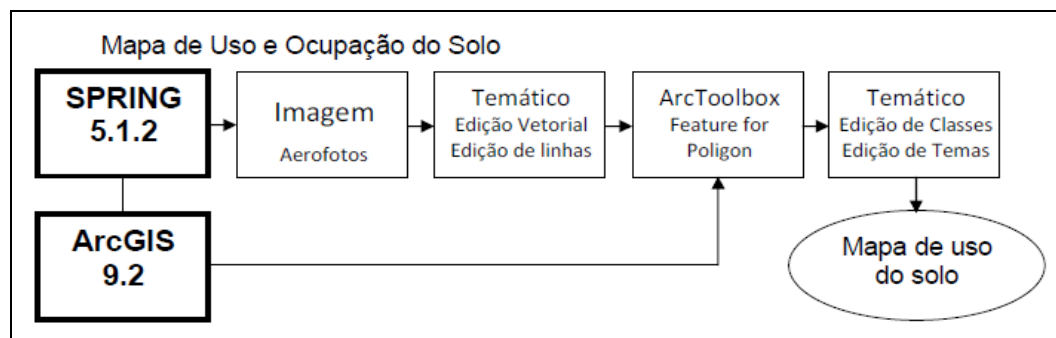 Mapa de Uso e Ocupação do Solo
SPRING
5.1.2
Imagem
Aerofotos
Temático
Edição Vetorial
Edição de linhas
ArcToolbox
Feature for
Poligon
Temático
Edição de Classes
Edição de Temas
ArcGIS
9.2
Mapa de uso
do solo